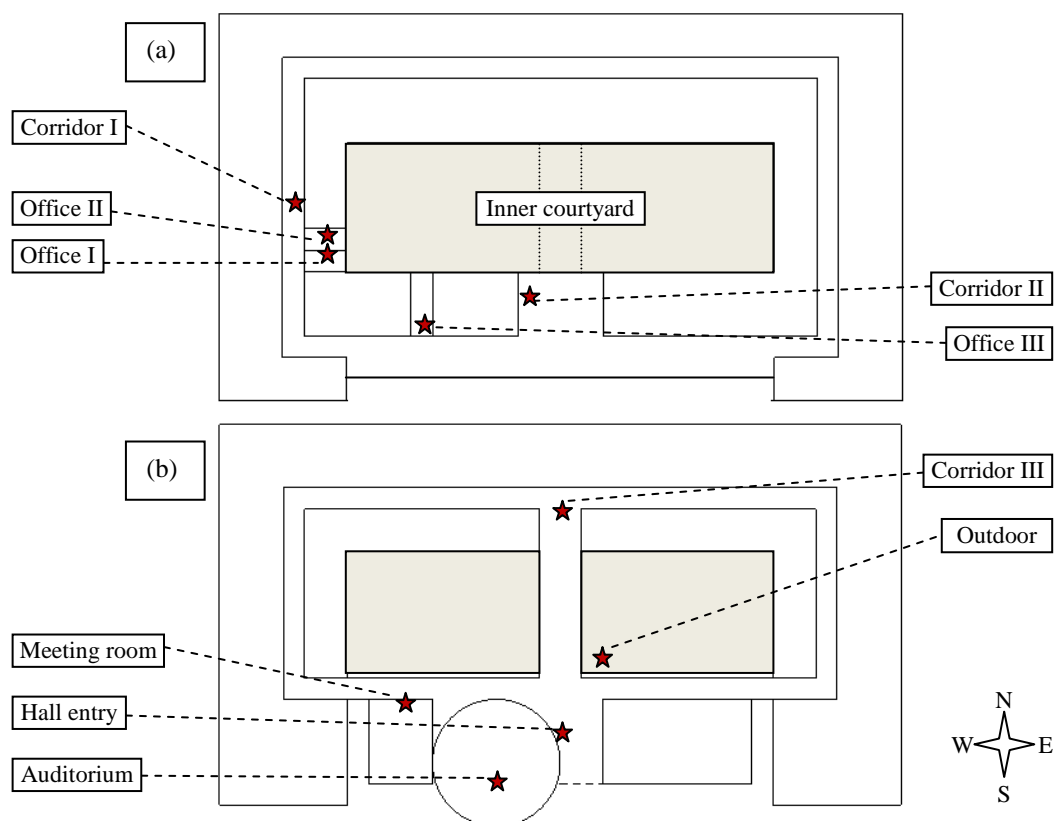 (a)
Corridor I
Office II
Office I
Inner courtyard
Corridor II
Office III
(b)
Corridor III
Outdoor
Meeting room
Hall entry
Auditorium
N
W E
S